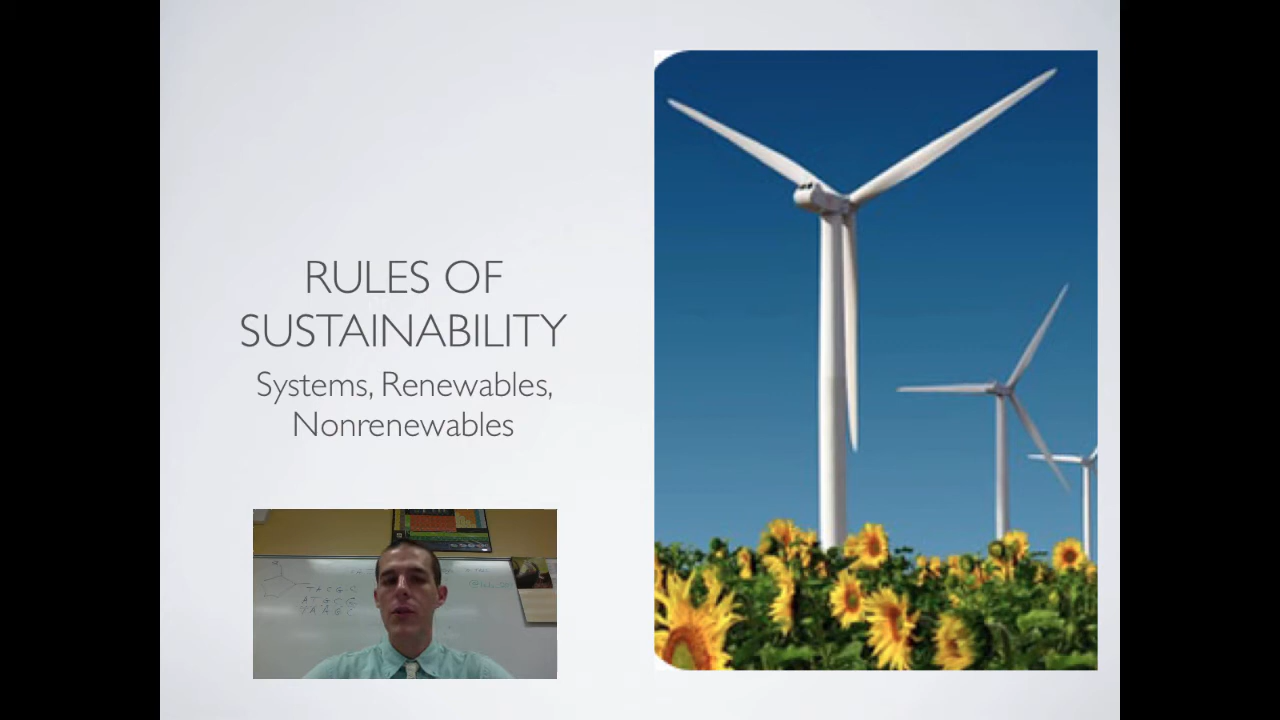 RULES OF
SUSTAINABILITY
Systems, Renewables,
Nonrenewables